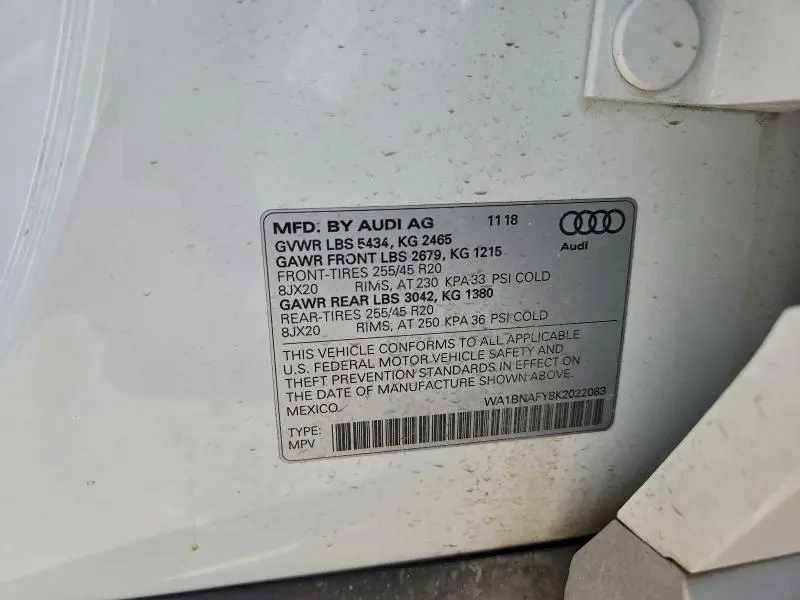 MFD. BY AUDI AG 11 18
Audi
GVWR LBS 5434, KG 2465
GAWR FRONT LBS 2679, KG 1215
FRONT-TIRES 255/45 R20
8JX20 RIMS, AT 230 KPA 33 PSI COLD
GAWR REAR LBS 3042, KG 1380
REAR-TIRES 255/45 R20
8JX20 RIMS, AT 250 KPA 36 PSI COLD
THIS VEHICLE CONFORMS TO ALL APPLICABLE
U.S. FEDERAL MOTOR VEHICLE SAFETY AND
THEFT PREVENTION STANDARDS IN EFFECT ON
THE DATE OF MANUFACTURE SHOWN ABOVE.
MEXICO. WA1BNAFY8K2022083
TYPE:
MPV